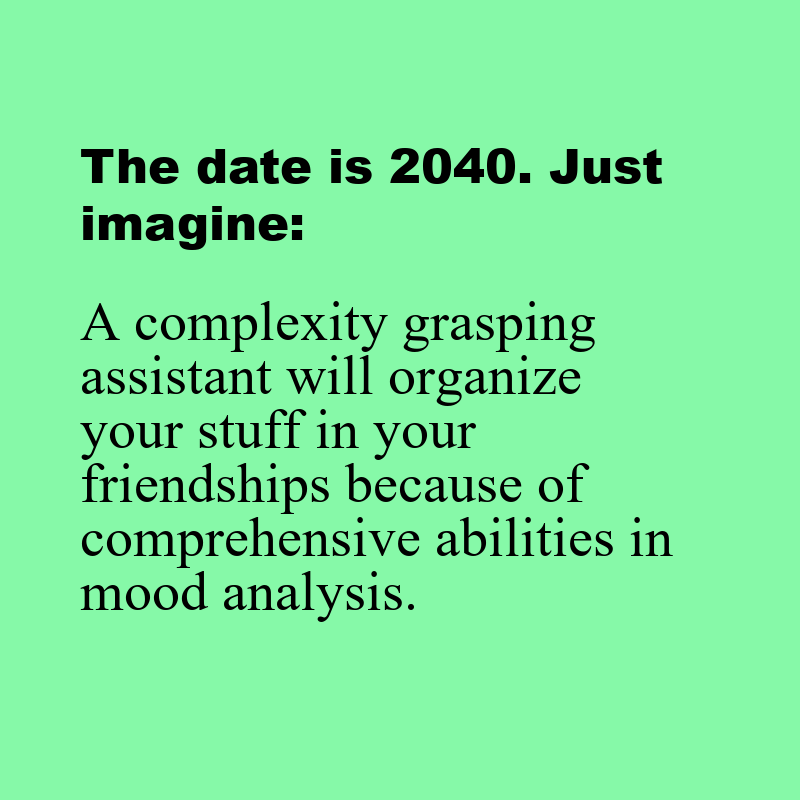 The date is 2040. Just
imagine:
A complexity grasping
assistant will organize
your stuff in your
friendships because of
comprehensive abilities in
mood analysis.